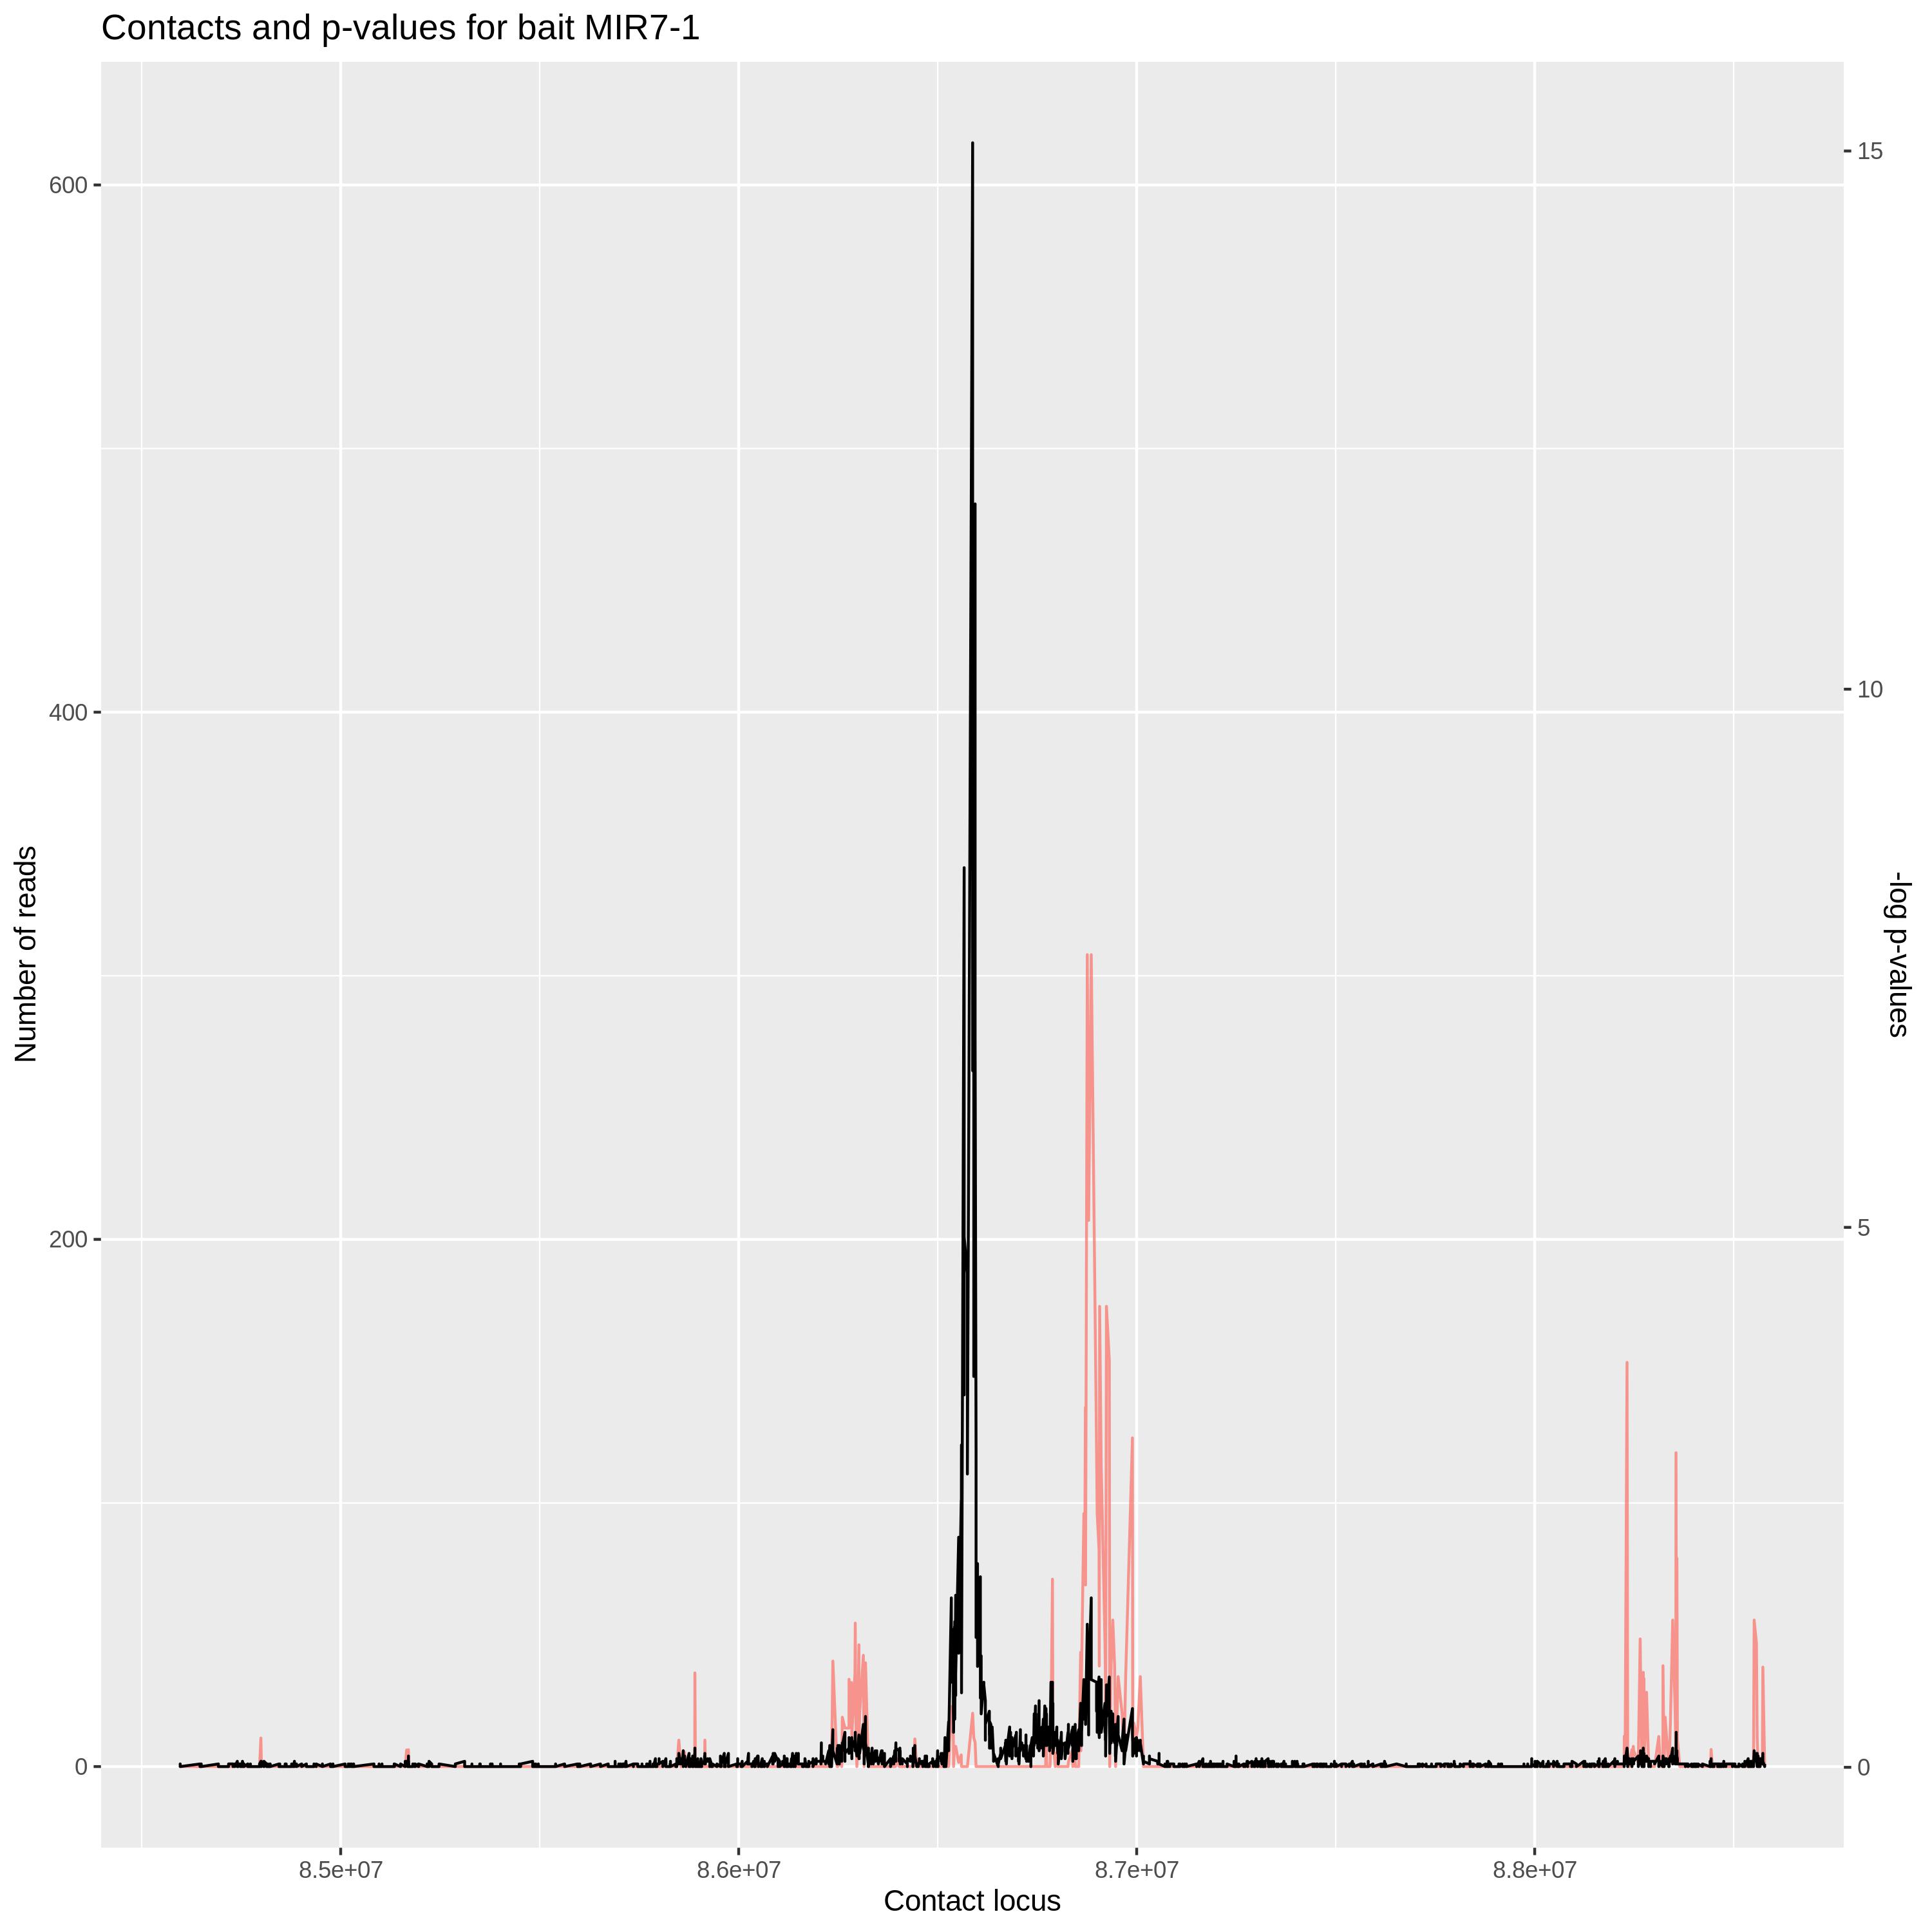 Contacts and p-values for bait MIR7-1
600
400
200
0
Number of reads
15
10
5
0
-log p-values
8.5e+07
8.6e+07
8.7e+07
8.8e+07
Contact locus